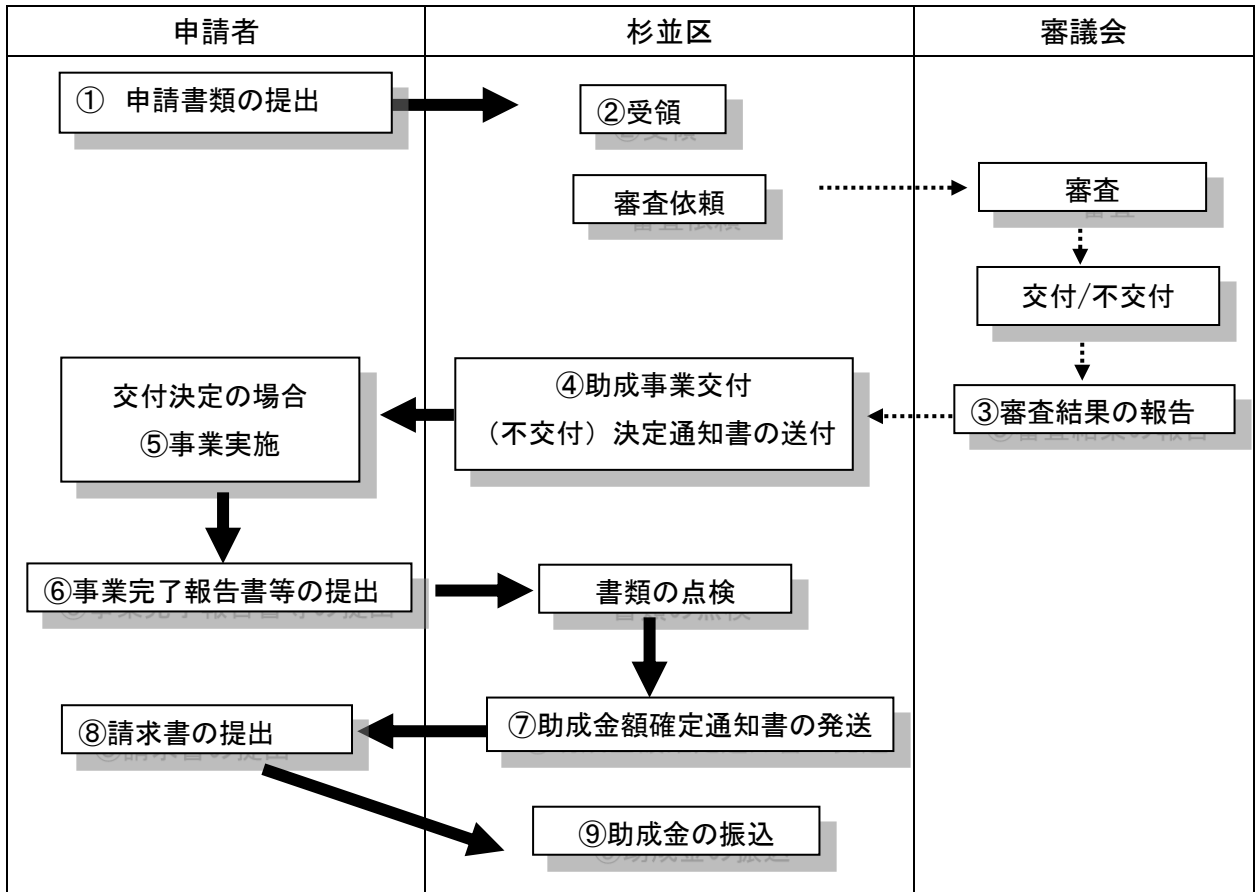 申請者
杉並区
審議会
① 申請書類の提出
②受領
審査依頼
審査
交付/不交付
③審査結果の報告
④助成事業交付
（不交付）決定通知書の送付
交付決定の場合
⑤事業実施
⑥事業完了報告書等の提出
書類の点検
⑦助成金額確定通知書の発送
⑧請求書の提出
⑨助成金の振込